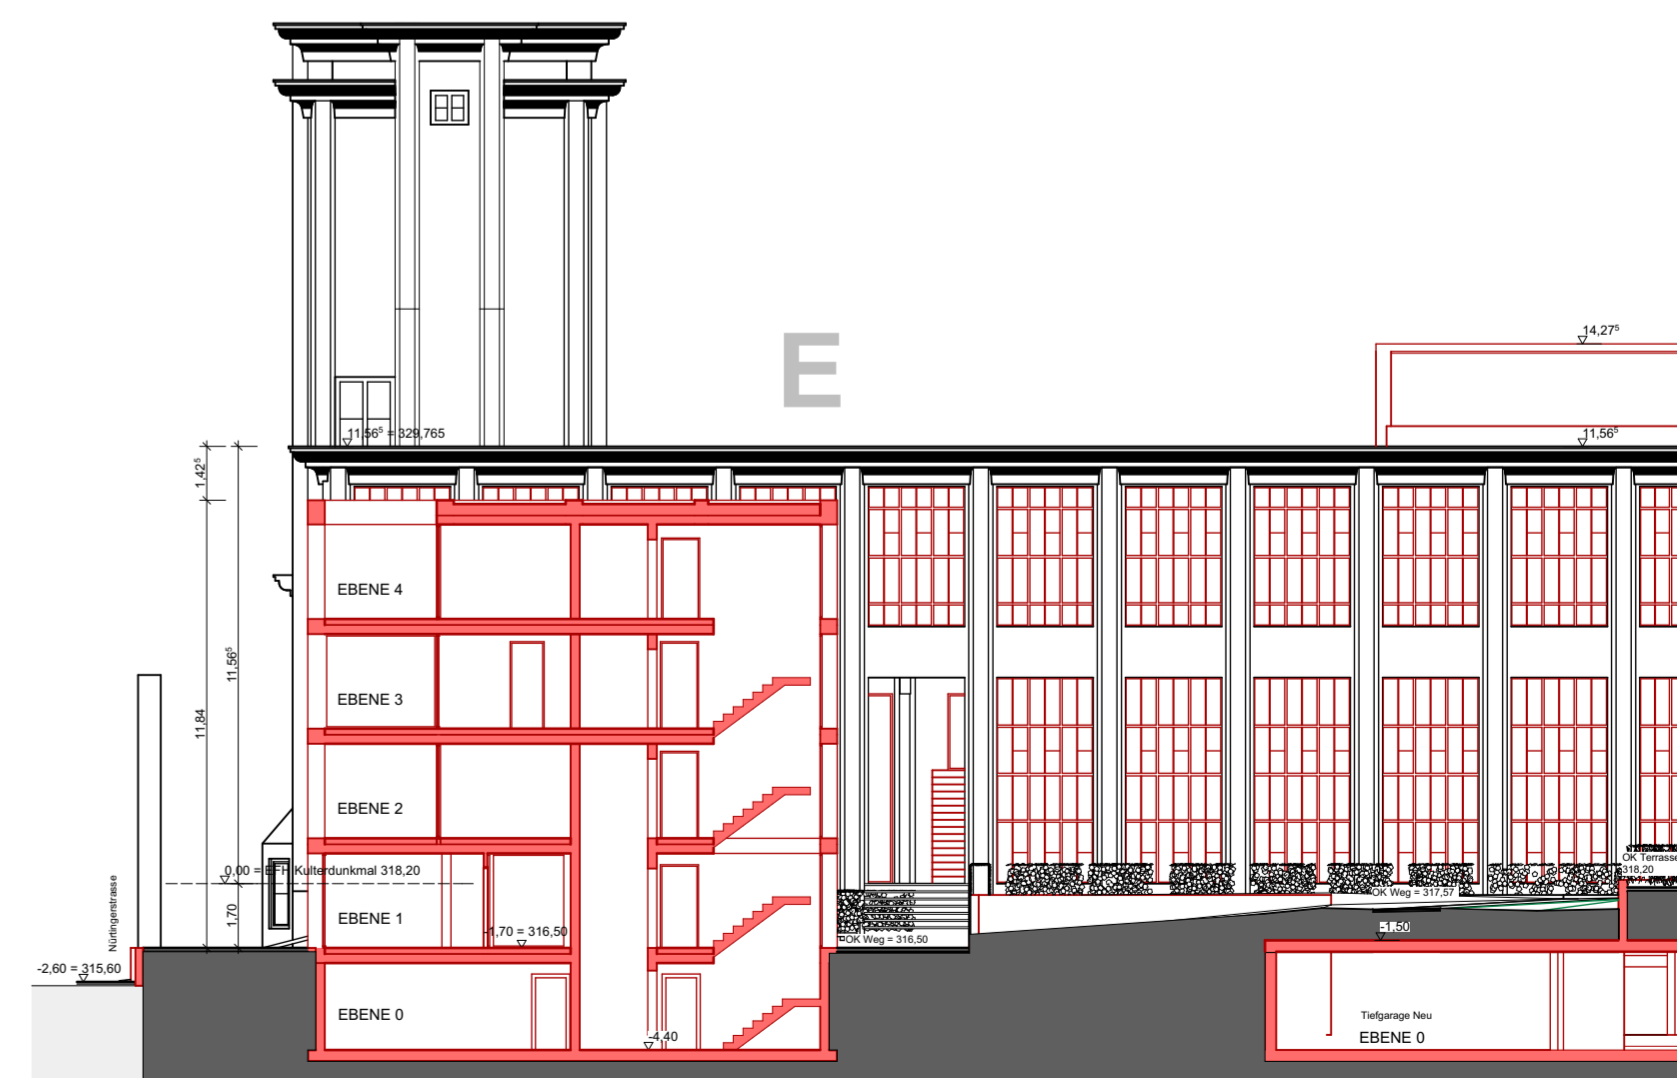 E
14,27⁵
11,56⁵ = 329,765
11,56⁵
1,42⁵
11,56⁵
11,84
EBENE 4
EBENE 3
EBENE 2
0,00 = EFH Kulterdunkmal 318,20
OK Terrasse
318,20
OK Weg = 317,57
EBENE 1
1,70
-1,70 = 316,50
OK Weg = 316,50
-1,50
Nürtingerstrasse
-2,60 = 315,60
EBENE 0
-4,40
Tiefgarage Neu
EBENE 0